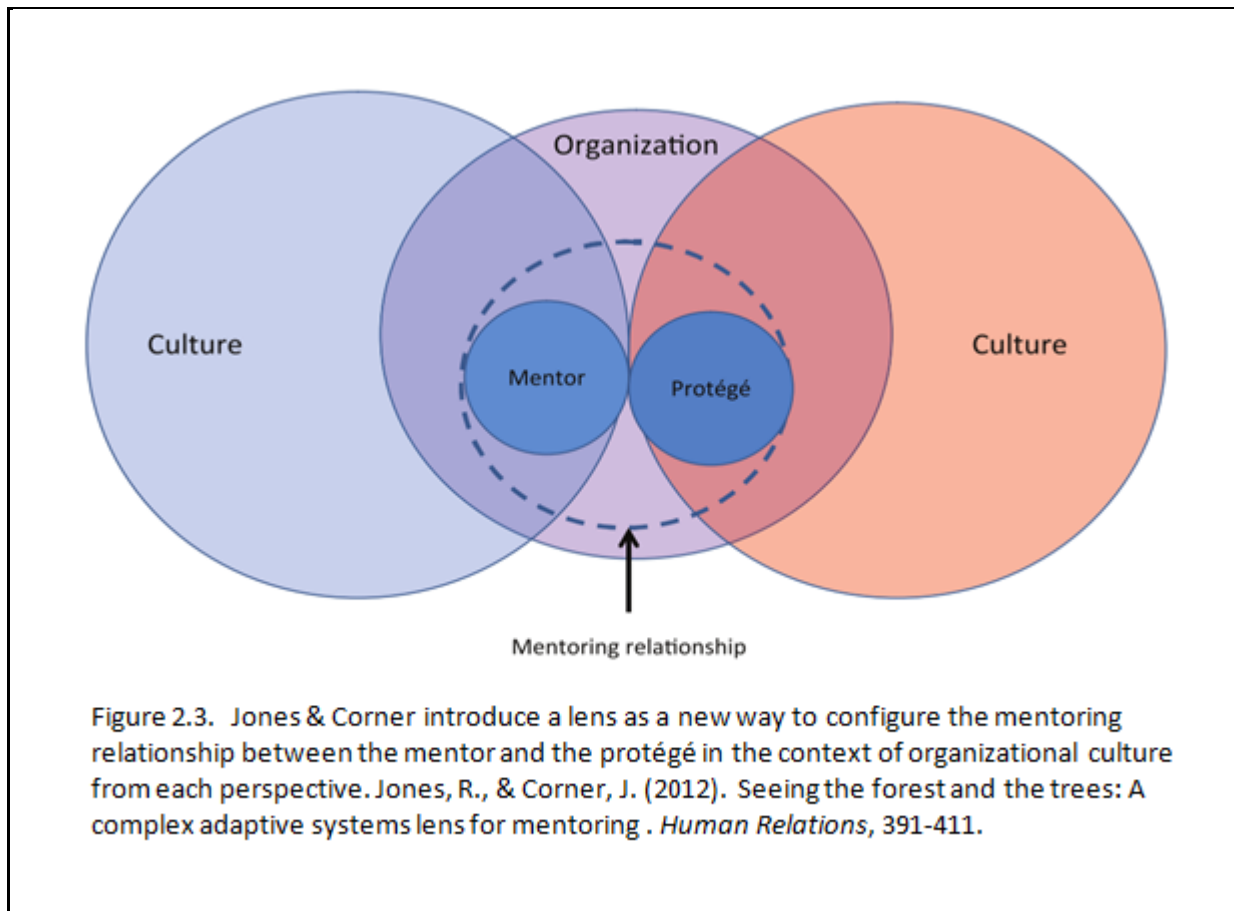 Organization
Culture
Culture
Mentor
Protégé
Mentoring relationship
Figure 2.3. Jones & Corner introduce a lens as a new way to configure the mentoring
relationship between the mentor and the protégé in the context of organizational culture
from each perspective. Jones, R., & Corner, J. (2012). Seeing the forest and the trees: A
complex adaptive systems lens for mentoring . Human Relations, 391-411.